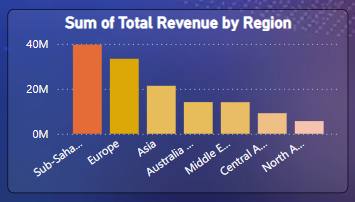 Sum of Total Revenue by Region
40M
20M
0M
Sub-Saha...
Europe
Asia
Australia ...
Middle E...
Central A...
North A...